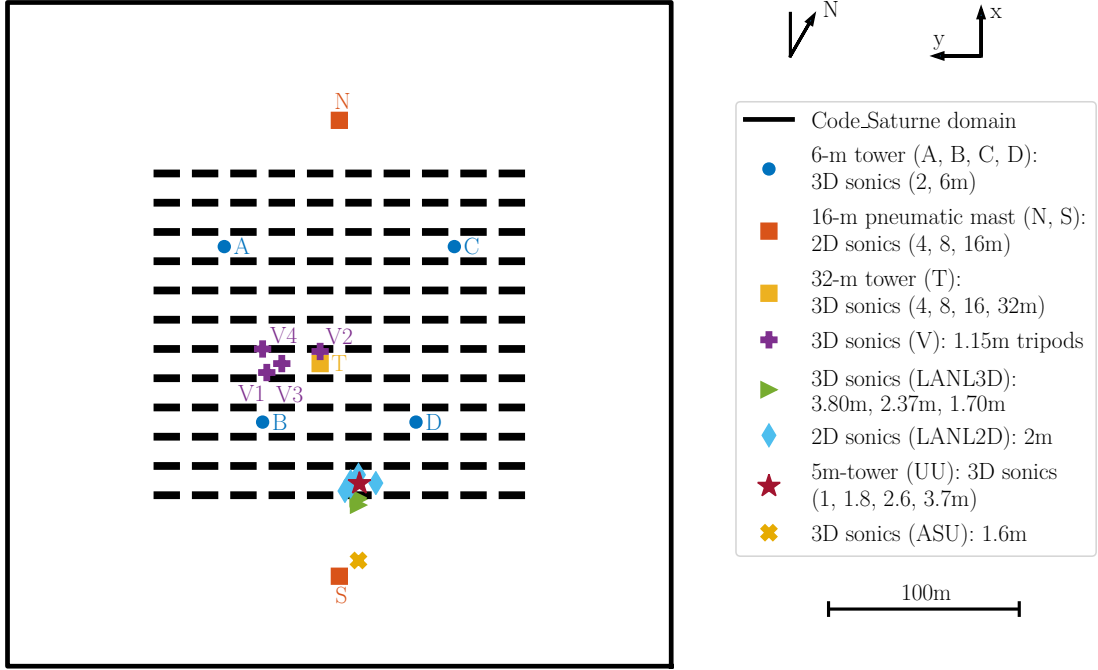 N
x
y
N
Code_Saturne domain
6-m tower (A, B, C, D):
3D sonics (2, 6m)
16-m pneumatic mast (N, S):
2D sonics (4, 8, 16m)
32-m tower (T):
3D sonics (4, 8, 16, 32m)
3D sonics (V): 1.15m tripods
3D sonics (LANL3D):
3.80m, 2.37m, 1.70m
2D sonics (LANL2D): 2m
5m-tower (UU): 3D sonics
(1, 1.8, 2.6, 3.7m)
3D sonics (ASU): 1.6m
A
C
V4
V2
T
V1
V3
B
D
S
100m